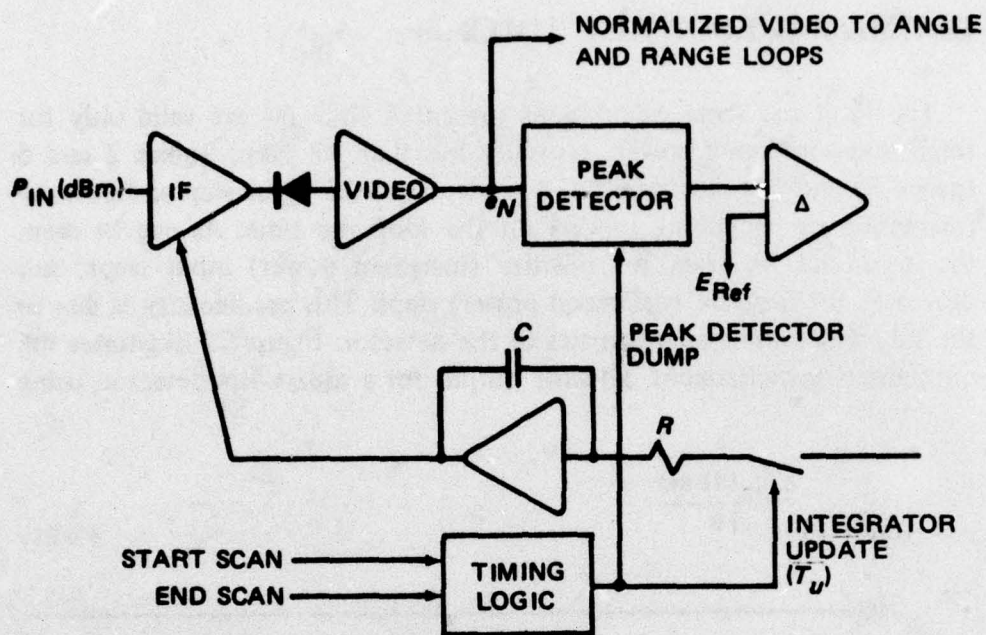 NORMALIZED VIDEO TO ANGLE
AND RANGE LOOPS
P_IN (dBm)
IF
VIDEO
e_N
PEAK
DETECTOR
Δ
E_Ref
PEAK DETECTOR
DUMP
C
R
INTEGRATOR
UPDATE
(T_u)
START SCAN
END SCAN
TIMING
LOGIC